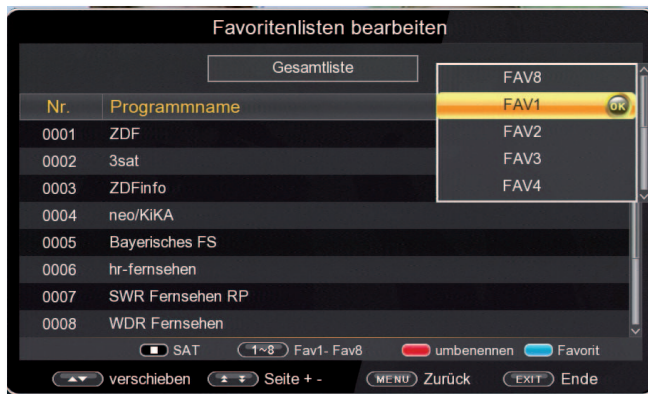 Favoritenlisten bearbeiten
Gesamtliste
FAV8
FAV1 OK
FAV2
FAV3
FAV4
Nr. Programmname
0001 ZDF
0002 3sat
0003 ZDFinfo
0004 neo/KiKA
0005 Bayerisches FS
0006 hr-fernsehen
0007 SWR Fernsehen RP
0008 WDR Fernsehen
SAT 1~8 Fav1- Fav8 umbenennen Favorit
verschieben Seite + - MENU Zurück EXIT Ende